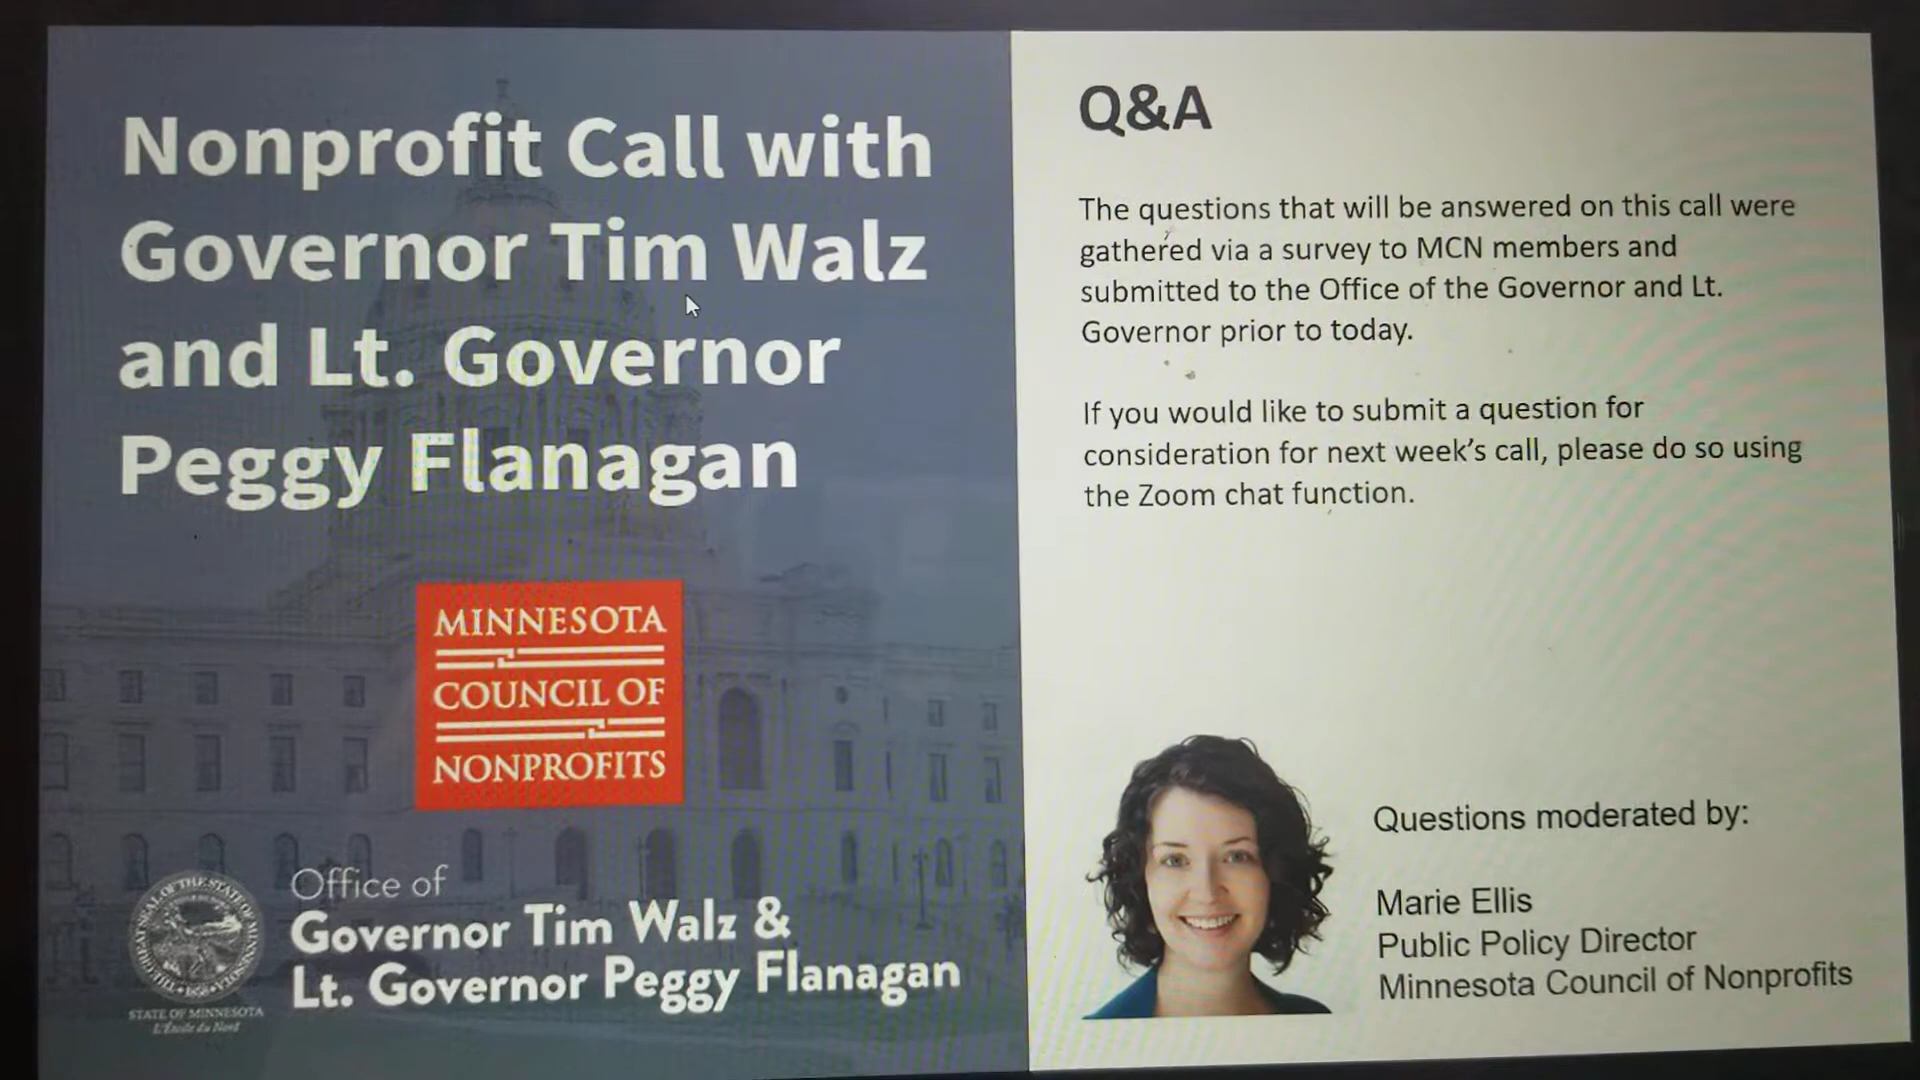 Nonprofit Call with
Governor Tim Walz
and Lt. Governor
Peggy Flanagan
MINNESOTA
COUNCIL OF
NONPROFITS
Office of
Governor Tim Walz &
Lt. Governor Peggy Flanagan
STATE OF MINNESOTA
L'Étoile du Nord
Q&A
The questions that will be answered on this call were
gathered via a survey to MCN members and
submitted to the Office of the Governor and Lt.
Governor prior to today.
If you would like to submit a question for
consideration for next week's call, please do so using
the Zoom chat function.
Questions moderated by:
Marie Ellis
Public Policy Director
Minnesota Council of Nonprofits